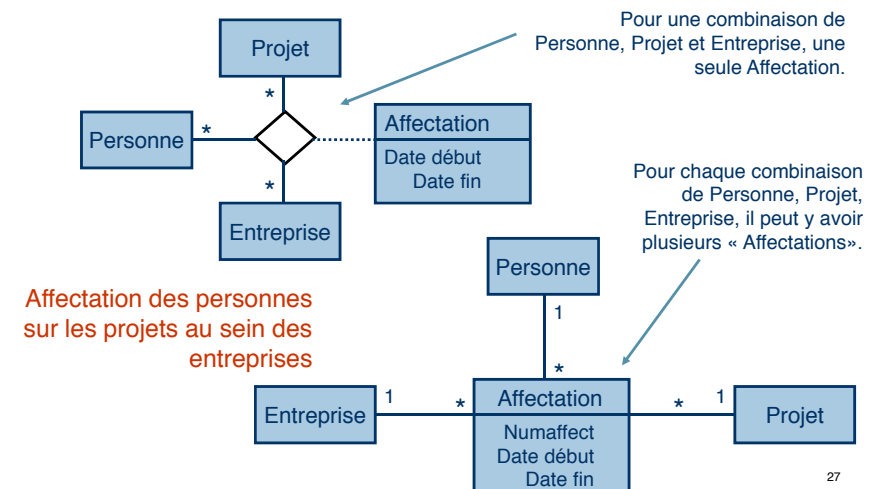 Pour une combinaison de
Personne, Projet et Entreprise, une
seule Affectation.
Projet
*
Personne
*
Affectation
Date début
Date fin
*
Entreprise
Pour chaque combinaison
de Personne, Projet,
Entreprise, il peut y avoir
plusieurs « Affectations».
Affectation des personnes
sur les projets au sein des
entreprises
Personne
1
*
Entreprise
1
*
Affectation
Numaffect
Date début
Date fin
*
1
Projet
27